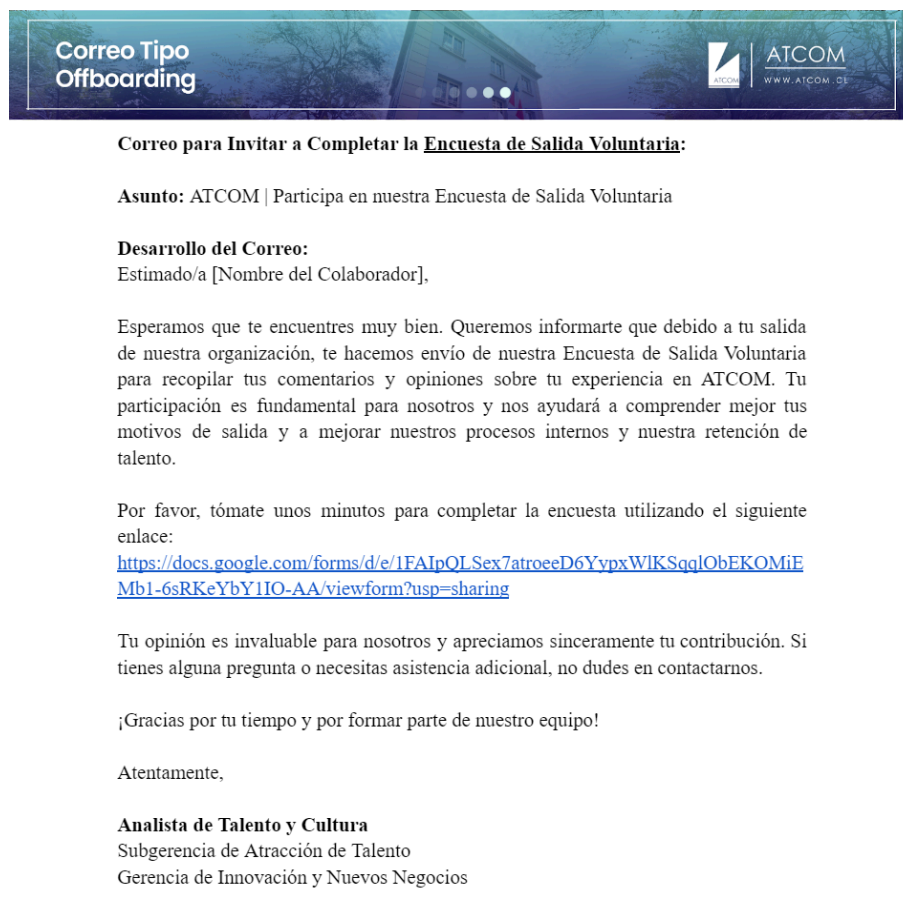 Correo Tipo
Offboarding
ATCOM
ATCOM
WWW.ATCOM.CL
Correo para Invitar a Completar la Encuesta de Salida Voluntaria:
Asunto: ATCOM | Participa en nuestra Encuesta de Salida Voluntaria
Desarrollo del Correo:
Estimado/a [Nombre del Colaborador],
Esperamos que te encuentres muy bien. Queremos informarte que debido a tu salida
de nuestra organización, te hacemos envío de nuestra Encuesta de Salida Voluntaria
para recopilar tus comentarios y opiniones sobre tu experiencia en ATCOM. Tu
participación es fundamental para nosotros y nos ayudará a comprender mejor tus
motivos de salida y a mejorar nuestros procesos internos y nuestra retención de
talento.
Por favor, tómate unos minutos para completar la encuesta utilizando el siguiente
enlace:
https://docs.google.com/forms/d/e/1FAIpQLSex7atroeeD6YypxWlKSqqlObEKOMiE
Mb1-6sRKeYbY1IO-AA/viewform?usp=sharing
Tu opinión es invaluable para nosotros y apreciamos sinceramente tu contribución. Si
tienes alguna pregunta o necesitas asistencia adicional, no dudes en contactarnos.
¡Gracias por tu tiempo y por formar parte de nuestro equipo!
Atentamente,
Analista de Talento y Cultura
Subgerencia de Atracción de Talento
Gerencia de Innovación y Nuevos Negocios